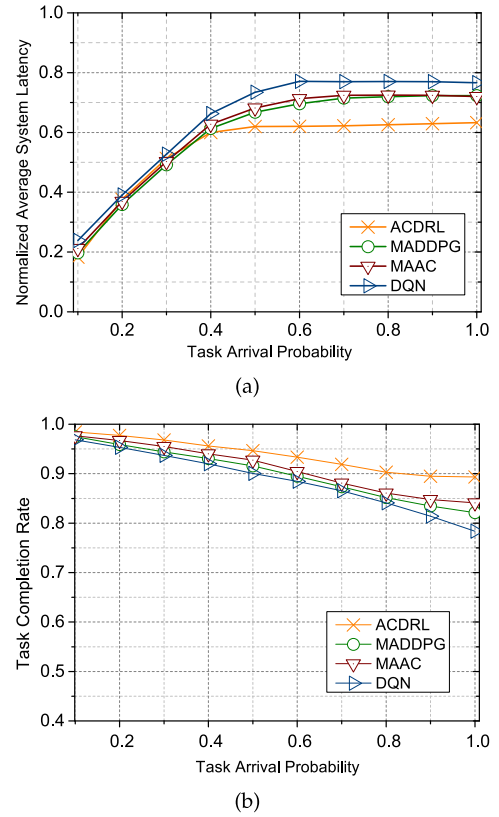 1.0
0.8
0.6
0.4
0.2
0.0
Normalized Average System Latency
ACDRL
MADDPG
MAAC
DQN
0.2 0.4 0.6 0.8 1.0
Task Arrival Probability
(a)
1.0
0.9
0.8
0.7
0.6
0.5
0.4
Task Completion Rate
ACDRL
MADDPG
MAAC
DQN
0.2 0.4 0.6 0.8 1.0
Task Arrival Probability
(b)